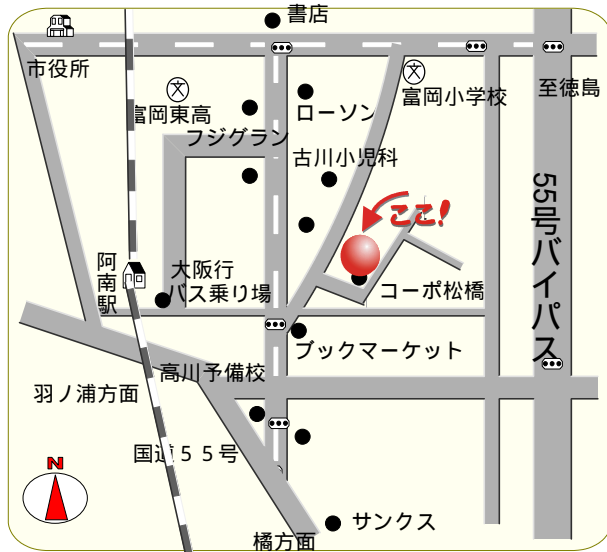 書店
市役所
文
富岡東高
文
富岡小学校
至徳島
ローソン
フジグラン
古川小児科
ここ!
55号バイパス
阿南駅
大阪行
バス乗り場
コーポ松橋
ブックマーケット
高川予備校
羽ノ浦方面
国道55号
N
サンクス
橘方面